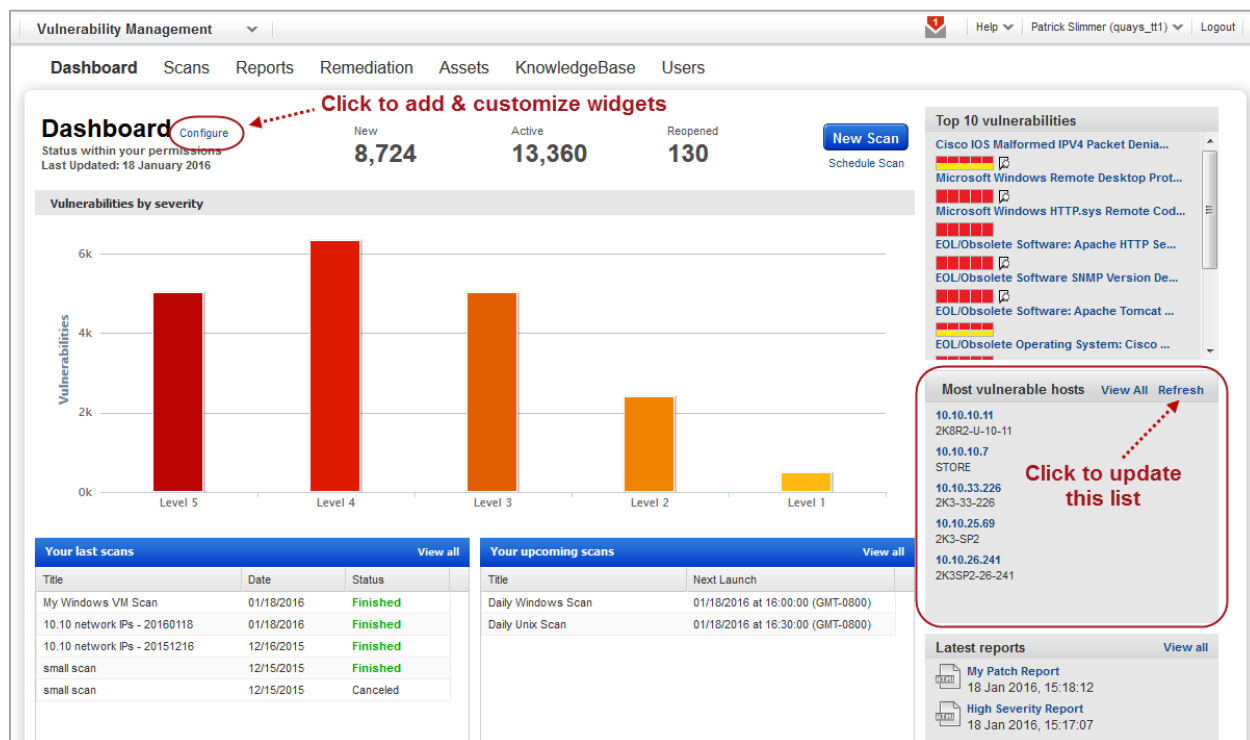 Vulnerability Management
1
Help
Patrick Slimmer (quays_tt1)
Logout
Dashboard Scans Reports Remediation Assets KnowledgeBase Users
Click to add & customize widgets
Dashboard Configure
Status within your permissions
Last Updated: 18 January 2016
New
8,724
Active
13,360
Reopened
130
New Scan
Schedule Scan
Vulnerabilities by severity
Vulnerabilities
6k
4k
2k
0k
Level 5 Level 4 Level 3 Level 2 Level 1
Your last scans View all
Title Date Status
My Windows VM Scan 01/18/2016 Finished
10.10 network IPs - 20160118 01/18/2016 Finished
10.10 network IPs - 20151216 12/16/2015 Finished
small scan 12/15/2015 Finished
small scan 12/15/2015 Canceled
Your upcoming scans View all
Title Next Launch
Daily Windows Scan 01/18/2016 at 16:00:00 (GMT-0800)
Daily Unix Scan 01/18/2016 at 16:30:00 (GMT-0800)
Top 10 vulnerabilities
Cisco IOS Malformed IPV4 Packet Denia...
Microsoft Windows Remote Desktop Prot...
Microsoft Windows HTTP.sys Remote Cod...
EOL/Obsolete Software: Apache HTTP Se...
EOL/Obsolete Software SNMP Version De...
EOL/Obsolete Software: Apache Tomcat ...
EOL/Obsolete Operating System: Cisco ...
Most vulnerable hosts View All Refresh
10.10.10.11
2K8R2-U-10-11
10.10.10.7
STORE
10.10.33.226
2K3-33-226
10.10.25.69
2K3-SP2
10.10.26.241
2K3SP2-26-241
Click to update
this list
Latest reports View all
HTML
My Patch Report
18 Jan 2016, 15:18:12
HTML
High Severity Report
18 Jan 2016, 15:17:07